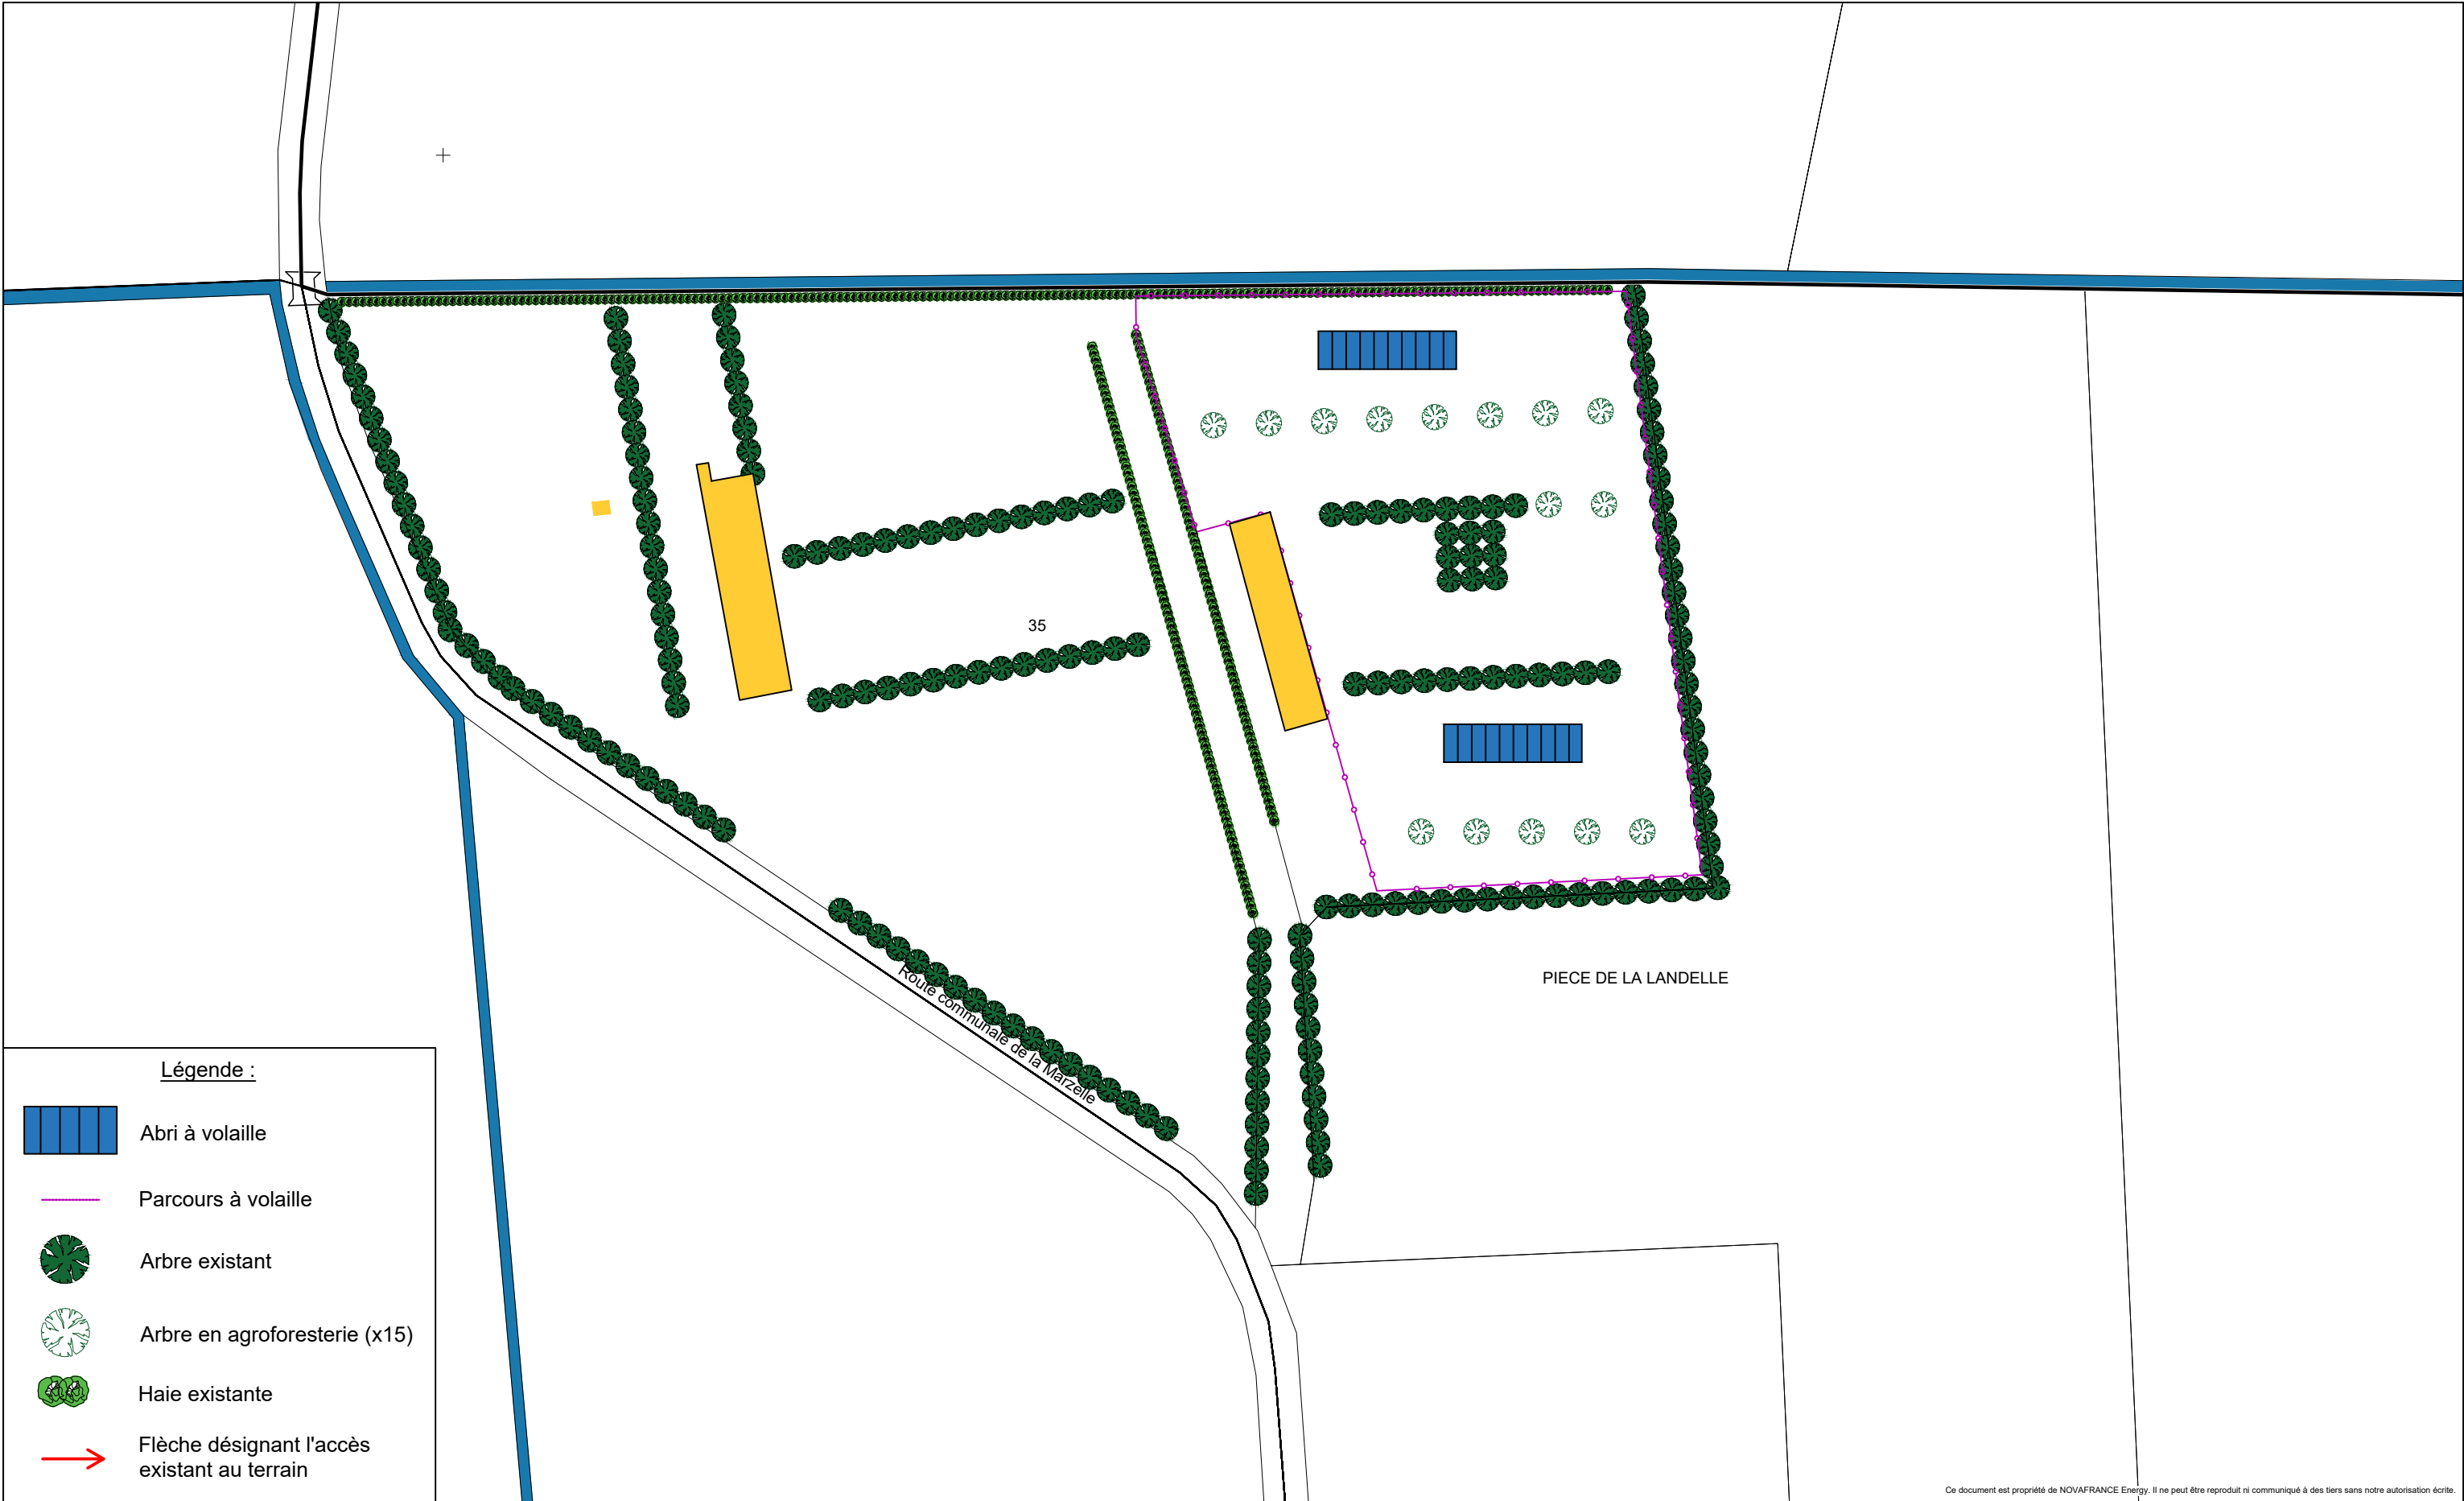 35
PIECE DE LA LANDELLE
Route communale de la Marzelle
Légende :
Abri à volaille
Parcours à volaille
Arbre existant
Arbre en agroforesterie (x15)
Haie existante
Flèche désignant l'accès
existant au terrain
Ce document est propriété de NOVAFRANCE Energy. Il ne peut être reproduit ni communiqué à des tiers sans notre autorisation écrite.